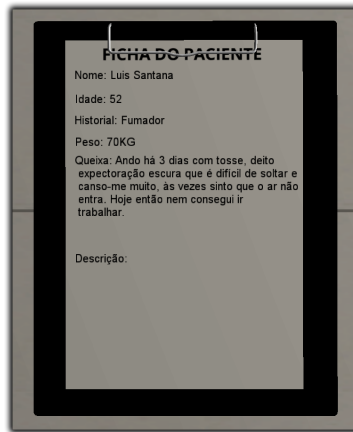 FICHA DO PACIENTE
Nome: Luis Santana
Idade: 52
Historial: Fumador
Peso: 70KG
Queixa: Ando há 3 dias com tosse, deito
expectoração escura que é difícil de soltar e
canso-me muito, às vezes sinto que o ar não
entra. Hoje então nem consegui ir
trabalhar.
Descrição: